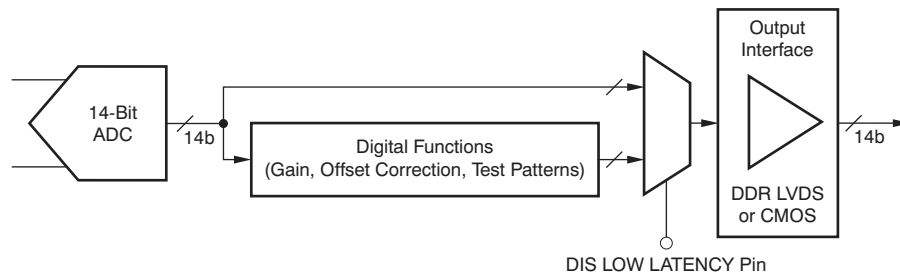 14-Bit
ADC
14b
Digital Functions
(Gain, Offset Correction, Test Patterns)
Output
Interface
DDR LVDS
or CMOS
14b
DIS LOW LATENCY Pin